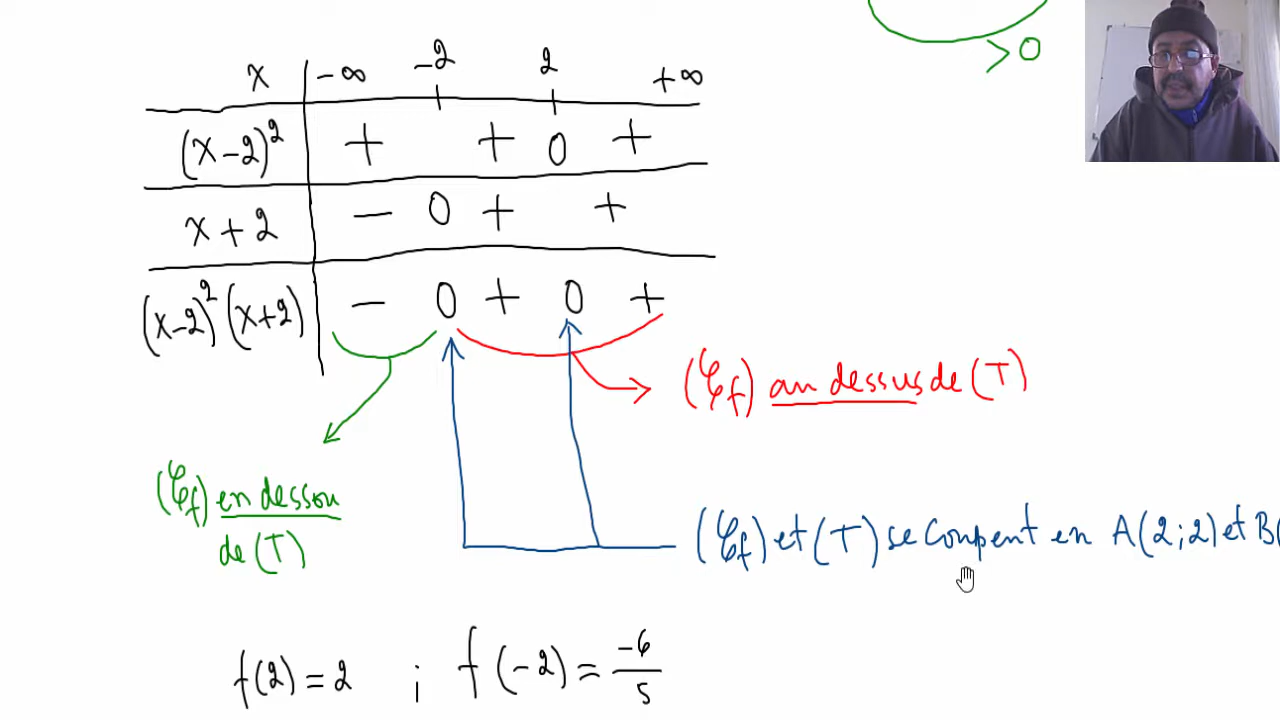 > 0
x -∞ -2 2 +∞
(x-2)² + + 0 +
x+2 - 0 + +
(x-2)²(x+2) - 0 + 0 +
(𝒞f) au dessus de (T)
(𝒞f) en dessou
de (T)
(𝒞f) et (T) se coupent en A(2;2) et B(
f(2) = 2 ; f(-2) = -6/5